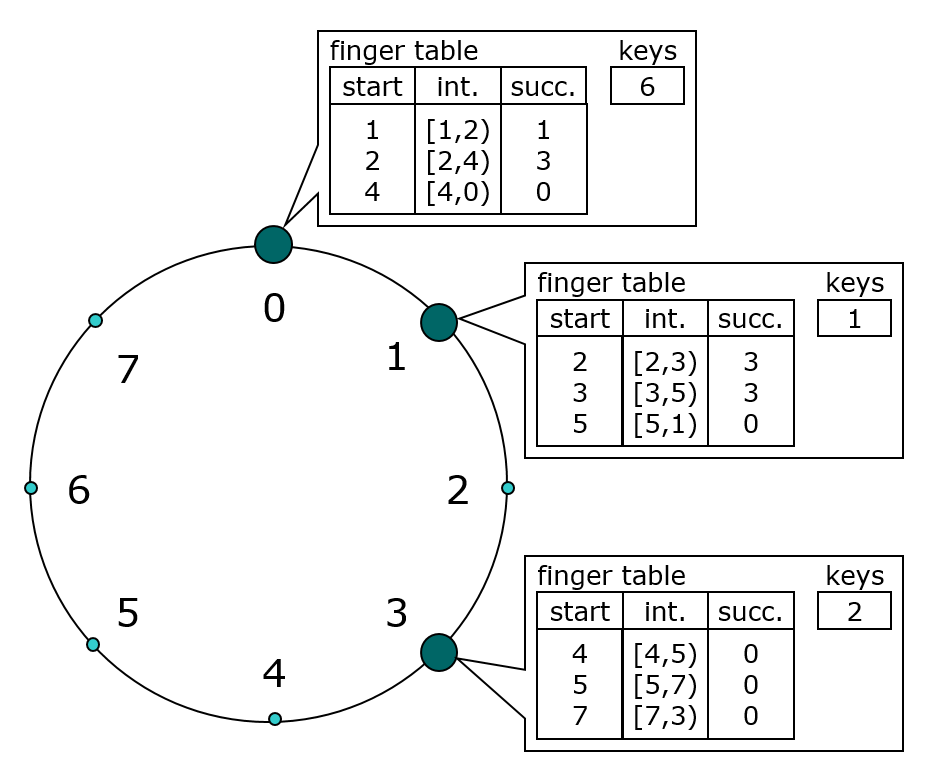 finger table keys
start int. succ. 6
1 [1,2) 1
2 [2,4) 3
4 [4,0) 0
finger table keys
start int. succ. 1
2 [2,3) 3
3 [3,5) 3
5 [5,1) 0
finger table keys
start int. succ. 2
4 [4,5) 0
5 [5,7) 0
7 [7,3) 0
0
1
2
3
4
5
6
7